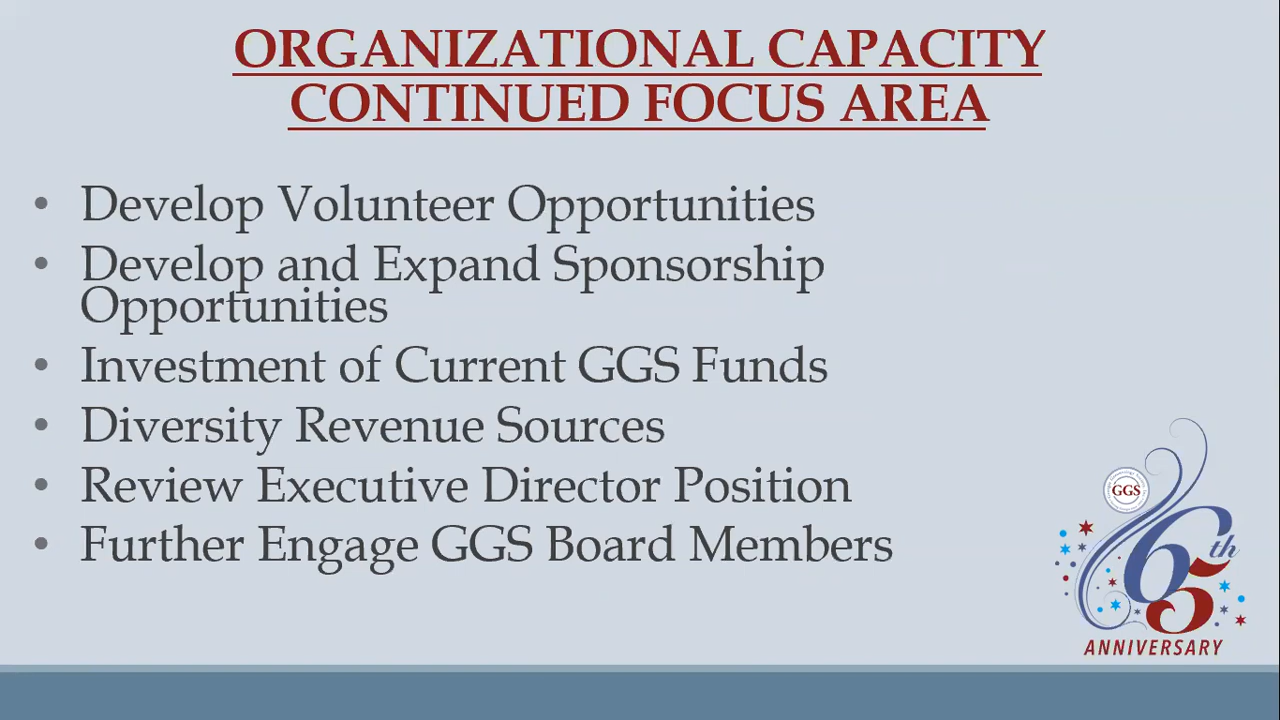 ORGANIZATIONAL CAPACITY
CONTINUED FOCUS AREA
• Develop Volunteer Opportunities
• Develop and Expand Sponsorship
Opportunities
• Investment of Current GGS Funds
• Diversity Revenue Sources
• Review Executive Director Position
• Further Engage GGS Board Members
GGS
65th
ANNIVERSARY